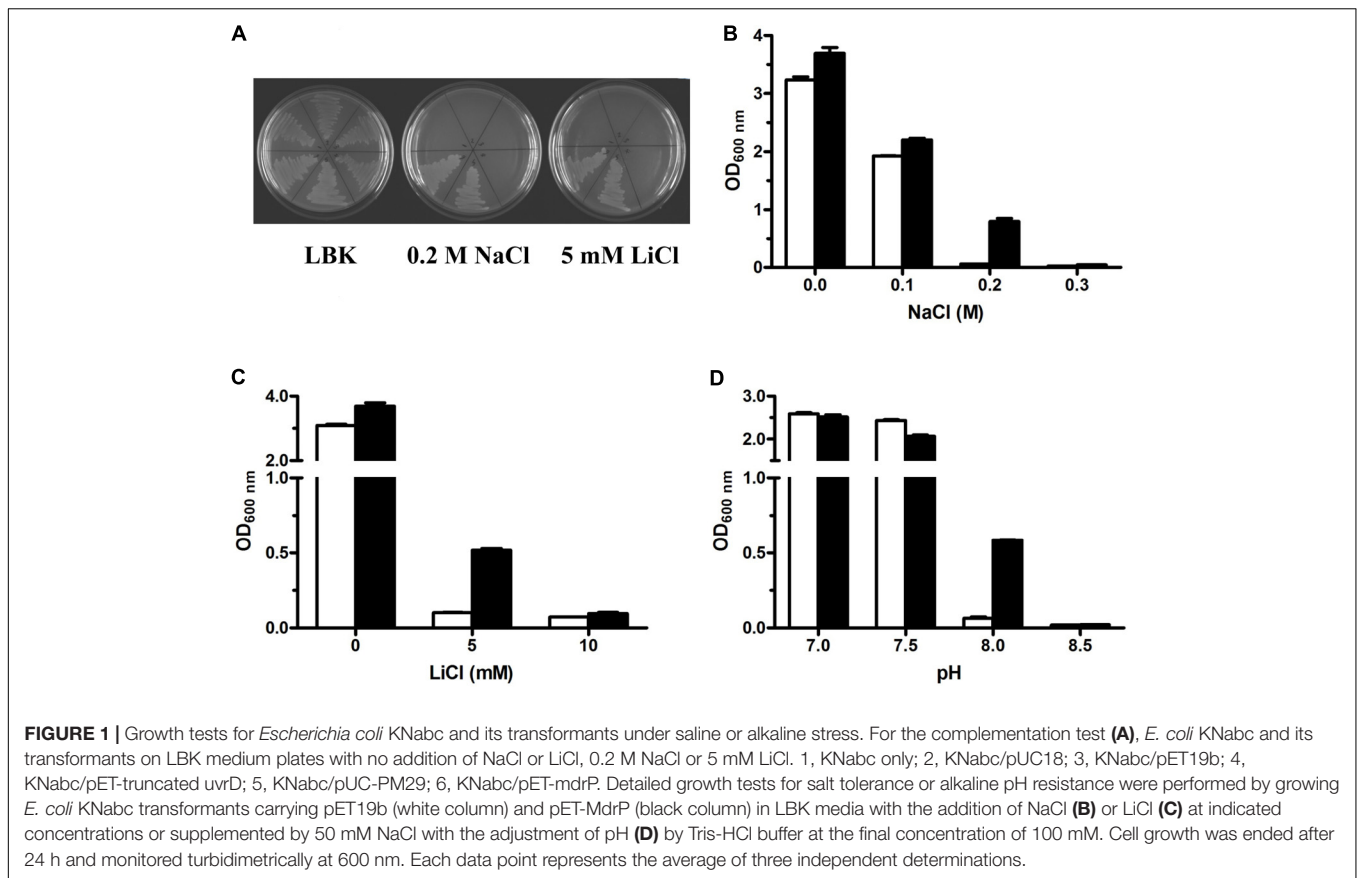 A
LBK
0.2 M NaCl
5 mM LiCl
B
OD600 nm
4
3
2
1
0
0.0
0.1
0.2
0.3
NaCl (M)
C
OD600 nm
4.0
2.0
1.0
0.5
0.0
0
5
10
LiCl (mM)
D
OD600 nm
3.0
2.0
1.0
0.5
0.0
7.0
7.5
8.0
8.5
pH
FIGURE 1 | Growth tests for Escherichia coli KNabc and its transformants under saline or alkaline stress. For the complementation test (A), E. coli KNabc and its
transformants on LBK medium plates with no addition of NaCl or LiCl, 0.2 M NaCl or 5 mM LiCl. 1, KNabc only; 2, KNabc/pUC18; 3, KNabc/pET19b; 4,
KNabc/pET-truncated uvrD; 5, KNabc/pUC-PM29; 6, KNabc/pET-mdrP. Detailed growth tests for salt tolerance or alkaline pH resistance were performed by growing
E. coli KNabc transformants carrying pET19b (white column) and pET-MdrP (black column) in LBK media with the addition of NaCl (B) or LiCl (C) at indicated
concentrations or supplemented by 50 mM NaCl with the adjustment of pH (D) by Tris-HCl buffer at the final concentration of 100 mM. Cell growth was ended after
24 h and monitored turbidimetrically at 600 nm. Each data point represents the average of three independent determinations.